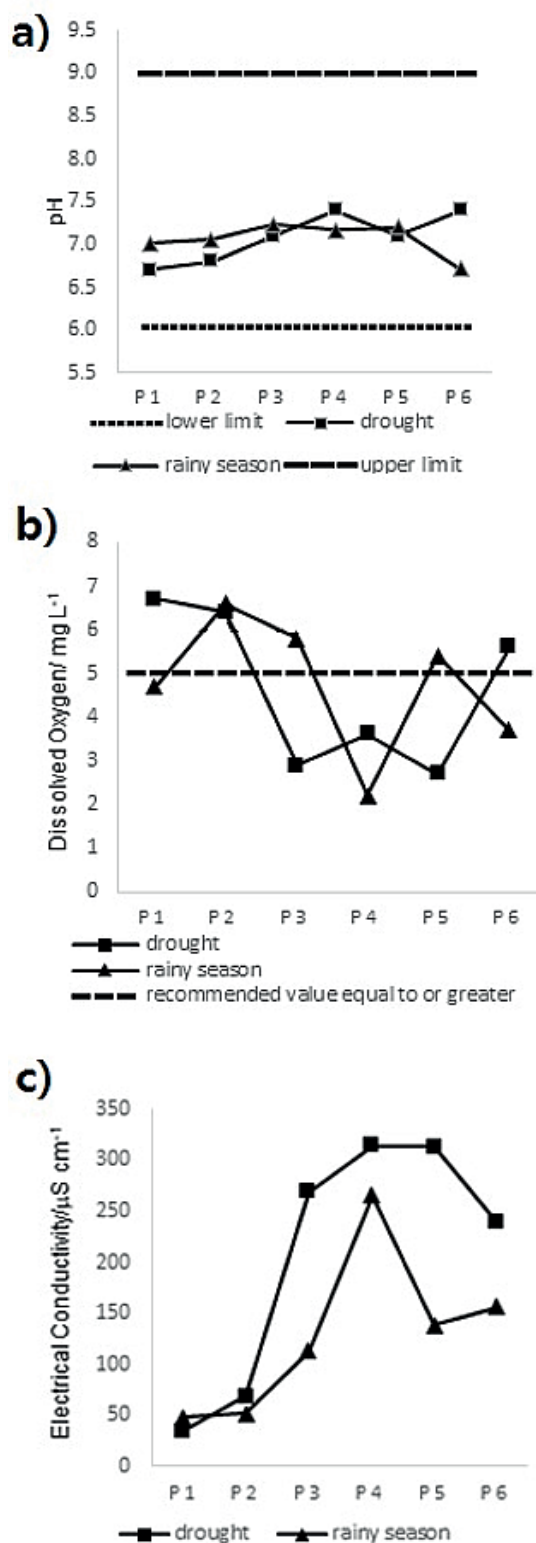 a)
9.5
9.0
8.5
8.0
7.5
7.0
6.5
6.0
5.5
pH
P 1 P 2 P 3 P 4 P 5 P 6
lower limit drought
rainy season upper limit
b)
8
7
6
5
4
3
2
1
0
Dissolved Oxygen/ mg L⁻¹
P 1 P 2 P 3 P 4 P 5 P 6
drought
rainy season
recommended value equal to or greater
c)
350
300
250
200
150
100
50
0
Electrical Conductivity/µS cm⁻¹
P 1 P 2 P 3 P 4 P 5 P 6
drought rainy season